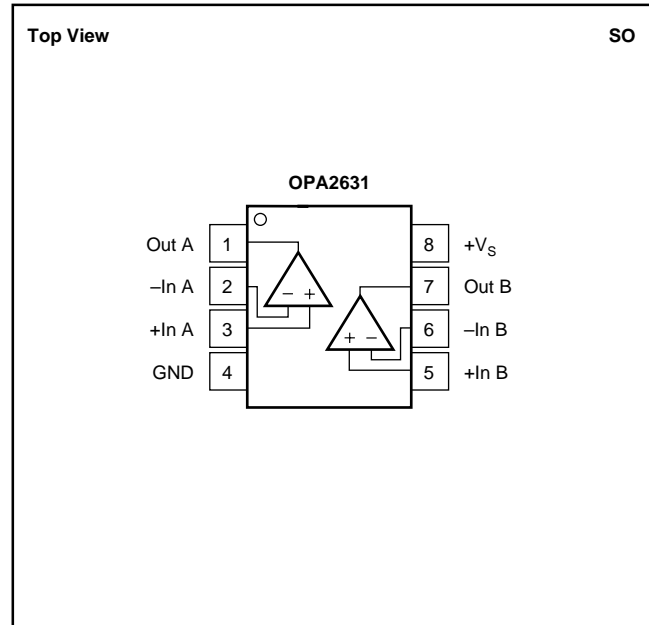 Top View SO
OPA2631
Out A 1 8 +VS
–In A 2 7 Out B
– +
+In A 3 6 –In B
+ –
GND 4 5 +In B